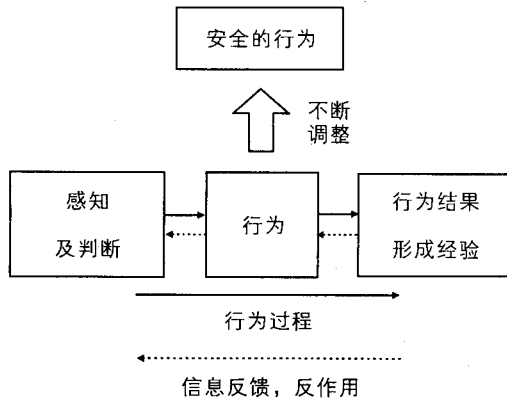 安全的行为
不断
调整
感知
及判断
行为
行为结果
形成经验
行为过程
信息反馈，反作用